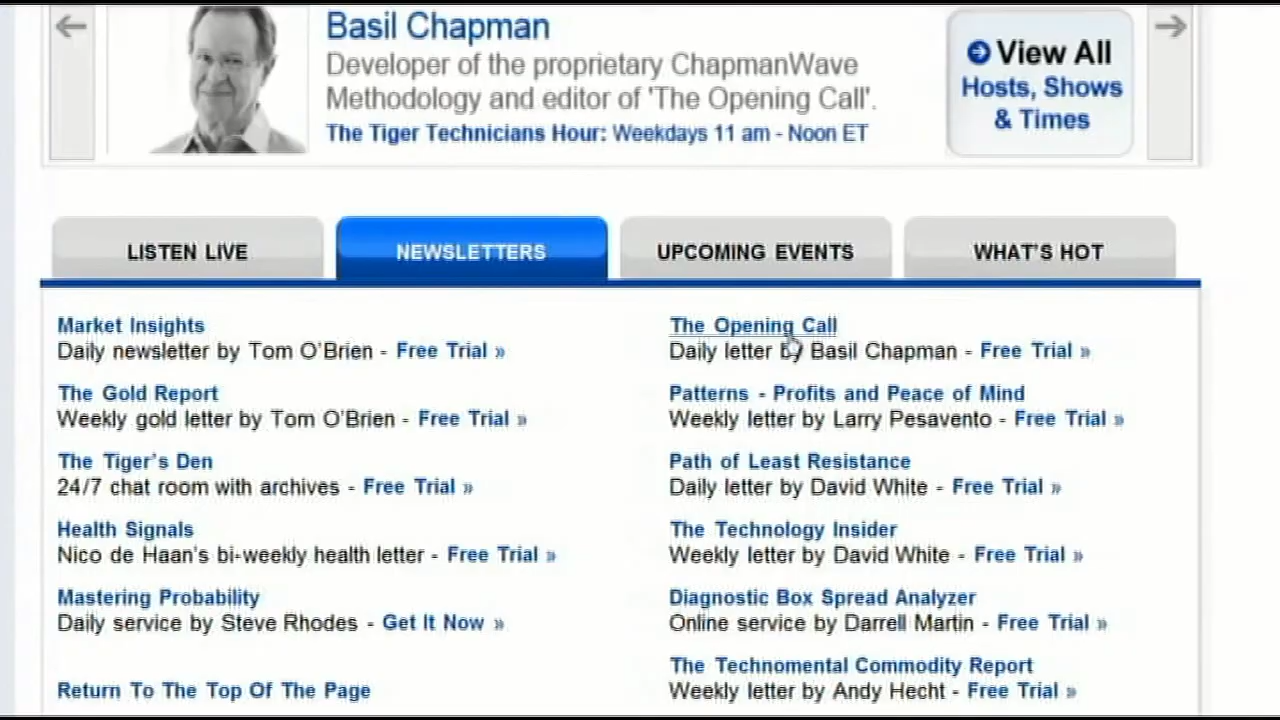 Basil Chapman
Developer of the proprietary ChapmanWave
Methodology and editor of 'The Opening Call'.
The Tiger Technicians Hour: Weekdays 11 am - Noon ET
View All
Hosts, Shows
& Times
LISTEN LIVE
NEWSLETTERS
UPCOMING EVENTS
WHAT'S HOT
Market Insights
Daily newsletter by Tom O'Brien - Free Trial »
The Gold Report
Weekly gold letter by Tom O'Brien - Free Trial »
The Tiger's Den
24/7 chat room with archives - Free Trial »
Health Signals
Nico de Haan's bi-weekly health letter - Free Trial »
Mastering Probability
Daily service by Steve Rhodes - Get It Now »
Return To The Top Of The Page
The Opening Call
Daily letter by Basil Chapman - Free Trial »
Patterns - Profits and Peace of Mind
Weekly letter by Larry Pesavento - Free Trial »
Path of Least Resistance
Daily letter by David White - Free Trial »
The Technology Insider
Weekly letter by David White - Free Trial »
Diagnostic Box Spread Analyzer
Online service by Darrell Martin - Free Trial »
The Technomental Commodity Report
Weekly letter by Andy Hecht - Free Trial »